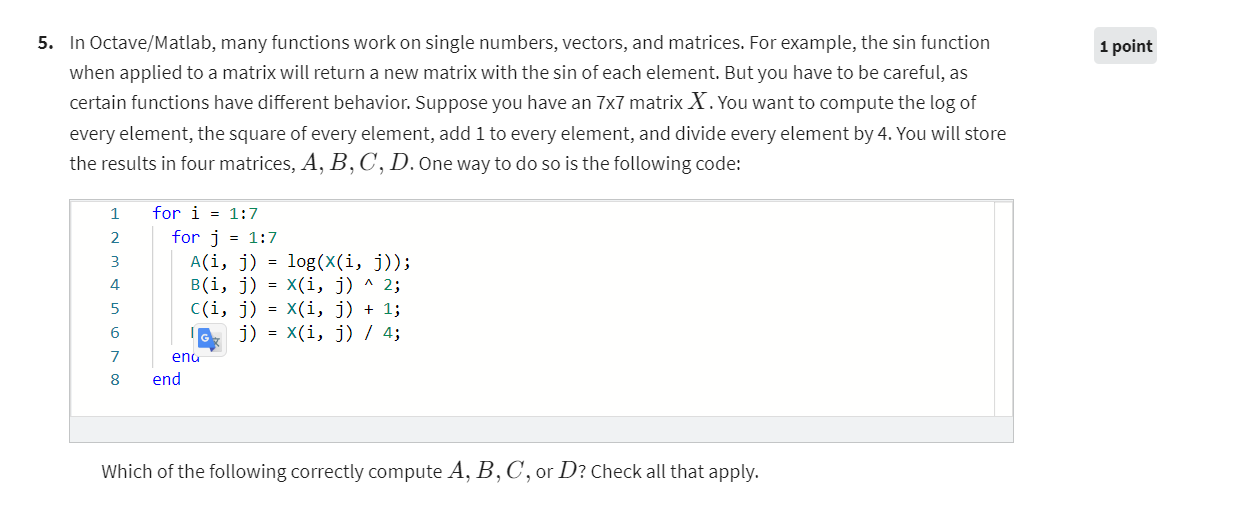 5. In Octave/Matlab, many functions work on single numbers, vectors, and matrices. For example, the sin function
1 point
when applied to a matrix will return a new matrix with the sin of each element. But you have to be careful, as
certain functions have different behavior. Suppose you have an 7x7 matrix X. You want to compute the log of
every element, the square of every element, add 1 to every element, and divide every element by 4. You will store
the results in four matrices, A, B, C, D. One way to do so is the following code:
1 for i = 1:7
2 for j = 1:7
3 A(i, j) = log(X(i, j));
4 B(i, j) = X(i, j) ^ 2;
5 C(i, j) = X(i, j) + 1;
6 j) = X(i, j) / 4;
7 end
8 end
Which of the following correctly compute A, B, C, or D? Check all that apply.